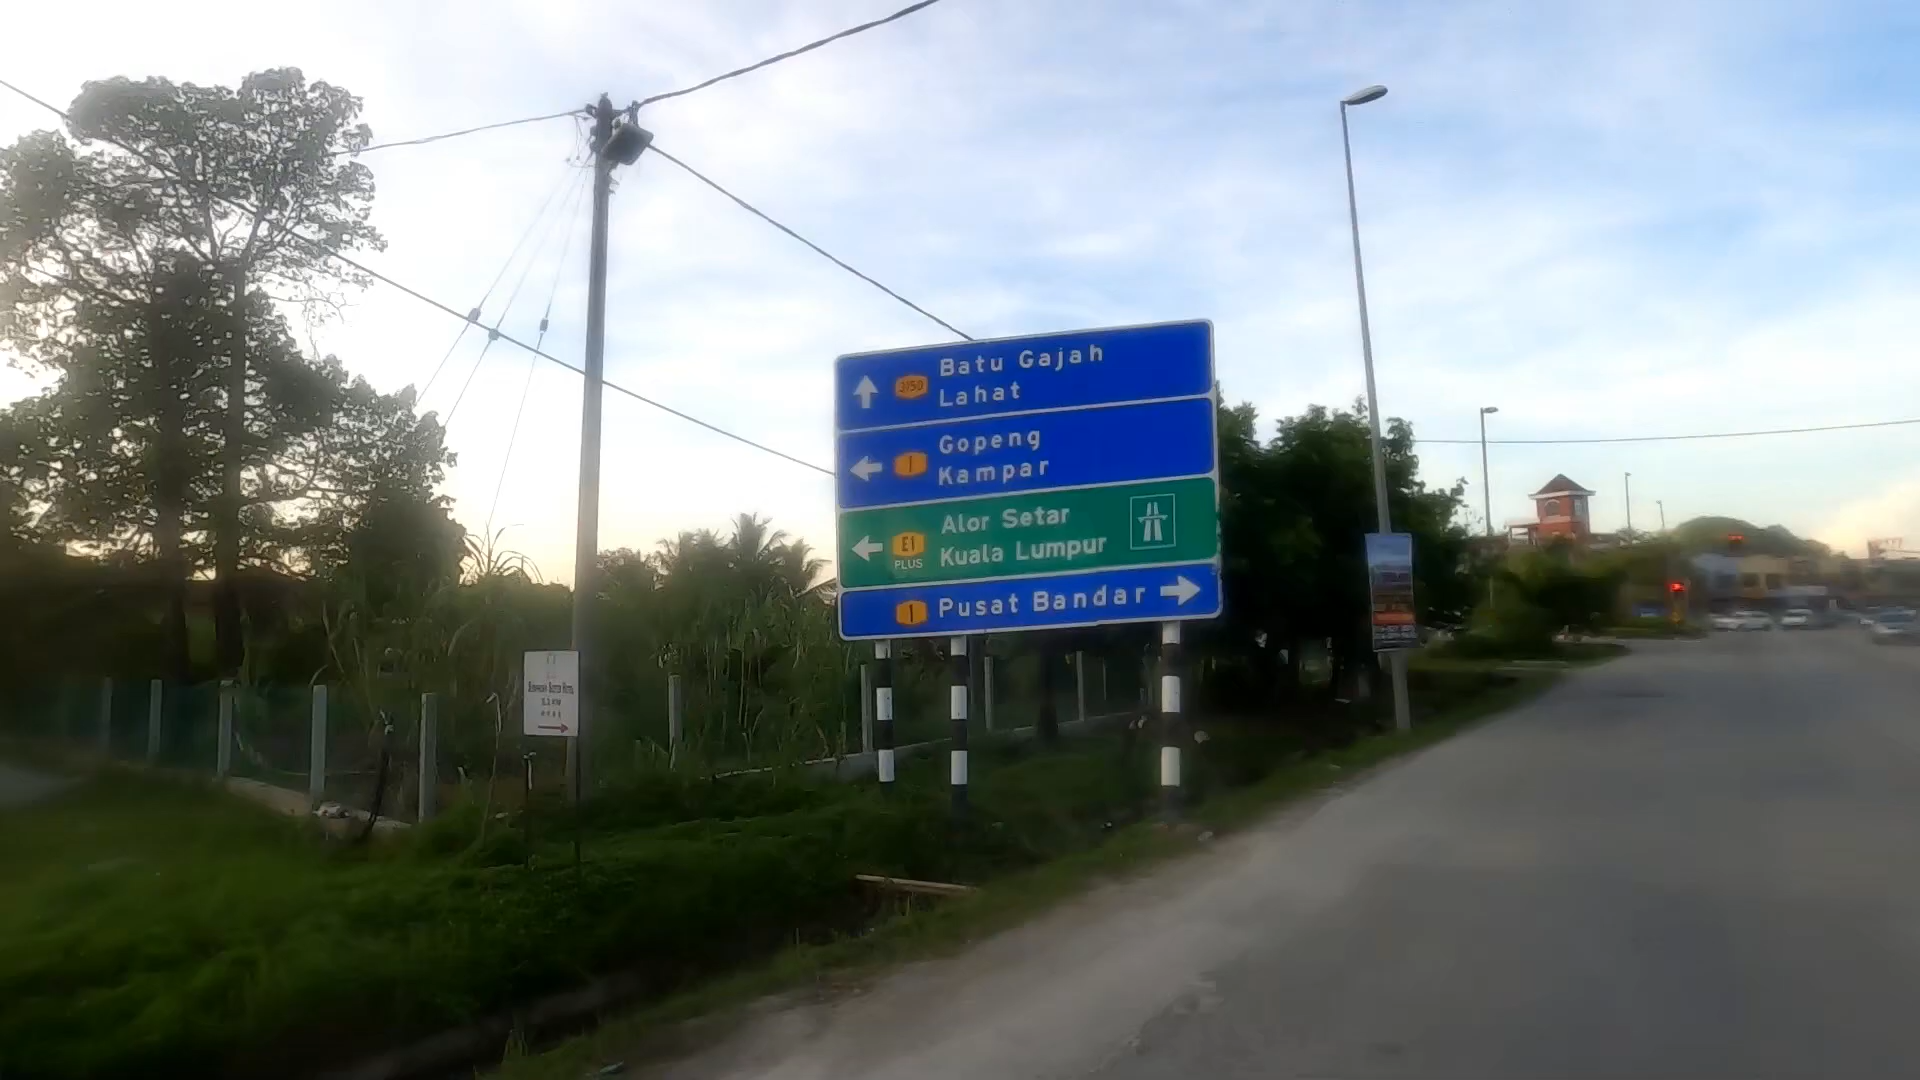 3150
Batu Gajah
Lahat
1
Gopeng
Kampar
E1
PLUS
Alor Setar
Kuala Lumpur
1
Pusat Bandar